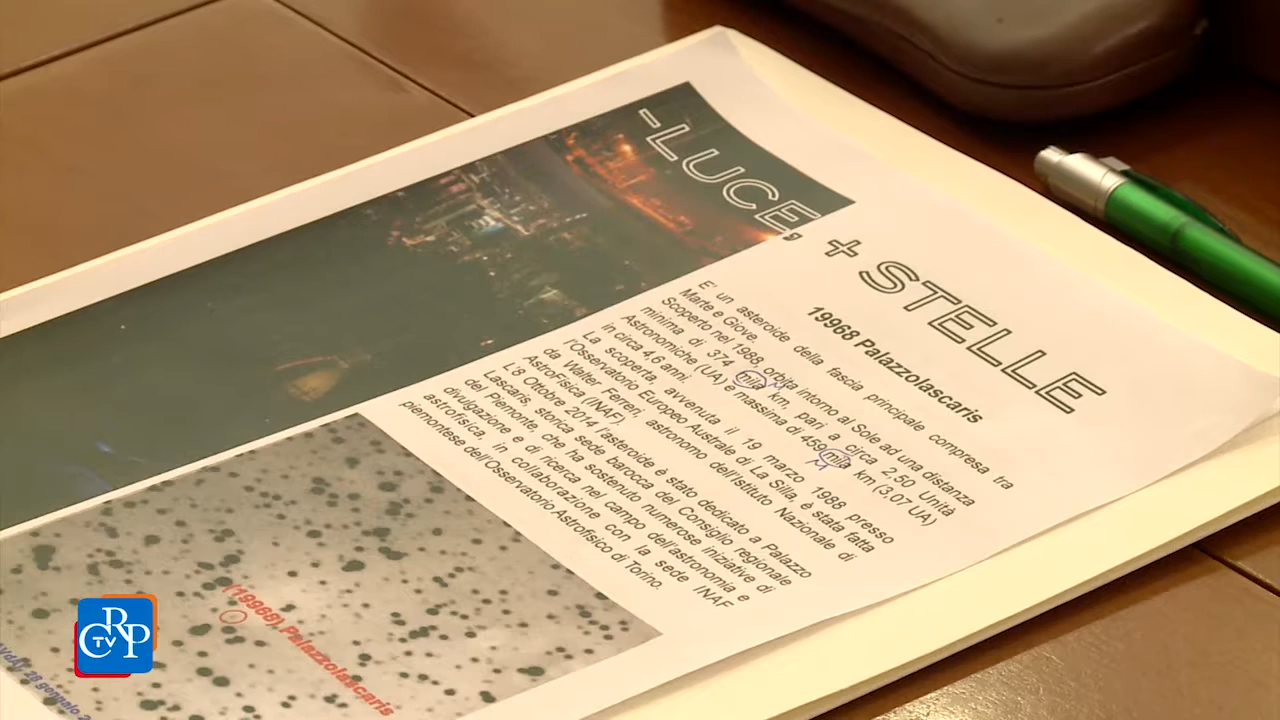 -LUCE, + STELLE
19968 Palazzolascaris
E' un asteroide della fascia principale compresa tra
Marte e Giove.
Scoperto nel 1988, orbita intorno al Sole ad una distanza
minima di 374 mila km, pari a circa 2,50 Unità
Astronomiche (UA) e massima di 459 mila km (3,07 UA)
in circa 4,6 anni.
La scoperta, avvenuta il 19 marzo 1988 presso
l'Osservatorio Europeo Australe di La Silla, è stata fatta
da Walter Ferreri, astronomo dell'Istituto Nazionale di
Astrofisica (INAF).
L'8 Ottobre 2014 l'asteroide è stato dedicato a Palazzo
Lascaris, storica sede barocca del Consiglio regionale
del Piemonte, che ha sostenuto numerose iniziative di
divulgazione e di ricerca nel campo dell'astronomia e
astrofisica, in collaborazione con la sede INAF
piemontese dell'Osservatorio Astrofisico di Torino.
(19968) Palazzolascaris
28 gennaio
CRP
TV